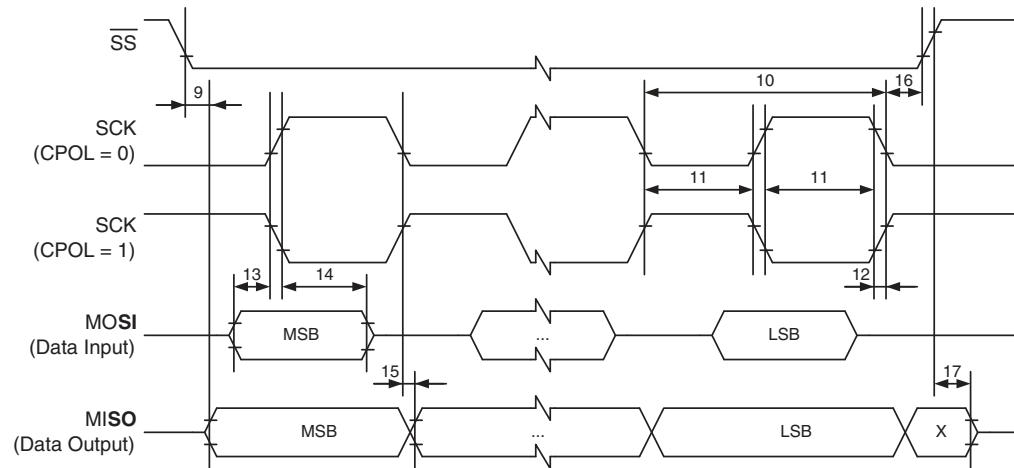 SS
10
16
9
SCK
(CPOL = 0)
11
11
SCK
(CPOL = 1)
13
14
12
MOSI
(Data Input)
MSB
...
LSB
15
17
MISO
(Data Output)
MSB
...
LSB
X